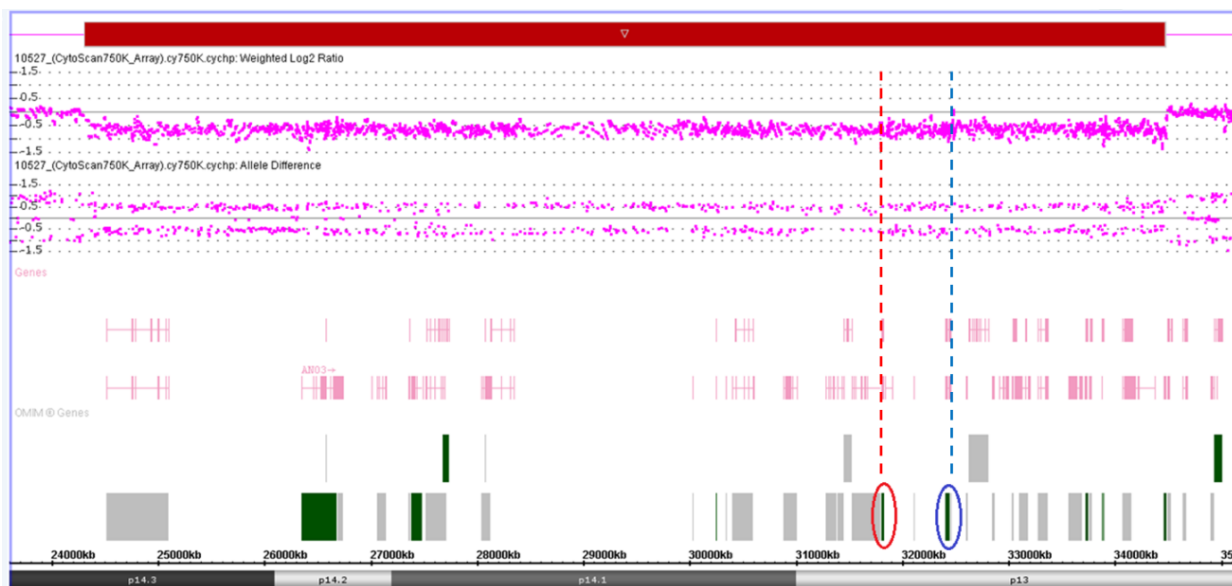 10527_(CytoScan750K_Array).cy750K.cychp: Weighted Log2 Ratio
-1.5
-0.5
-0.5
-1.5
10527_(CytoScan750K_Array).cy750K.cychp: Allele Difference
-1.5
-0.5
-0.5
-1.5
Genes
ANO3→
OMIM ® Genes
24000kb 25000kb 26000kb 27000kb 28000kb 29000kb 30000kb 31000kb 32000kb 33000kb 34000kb 35
p14.3 p14.2 p14.1 p13